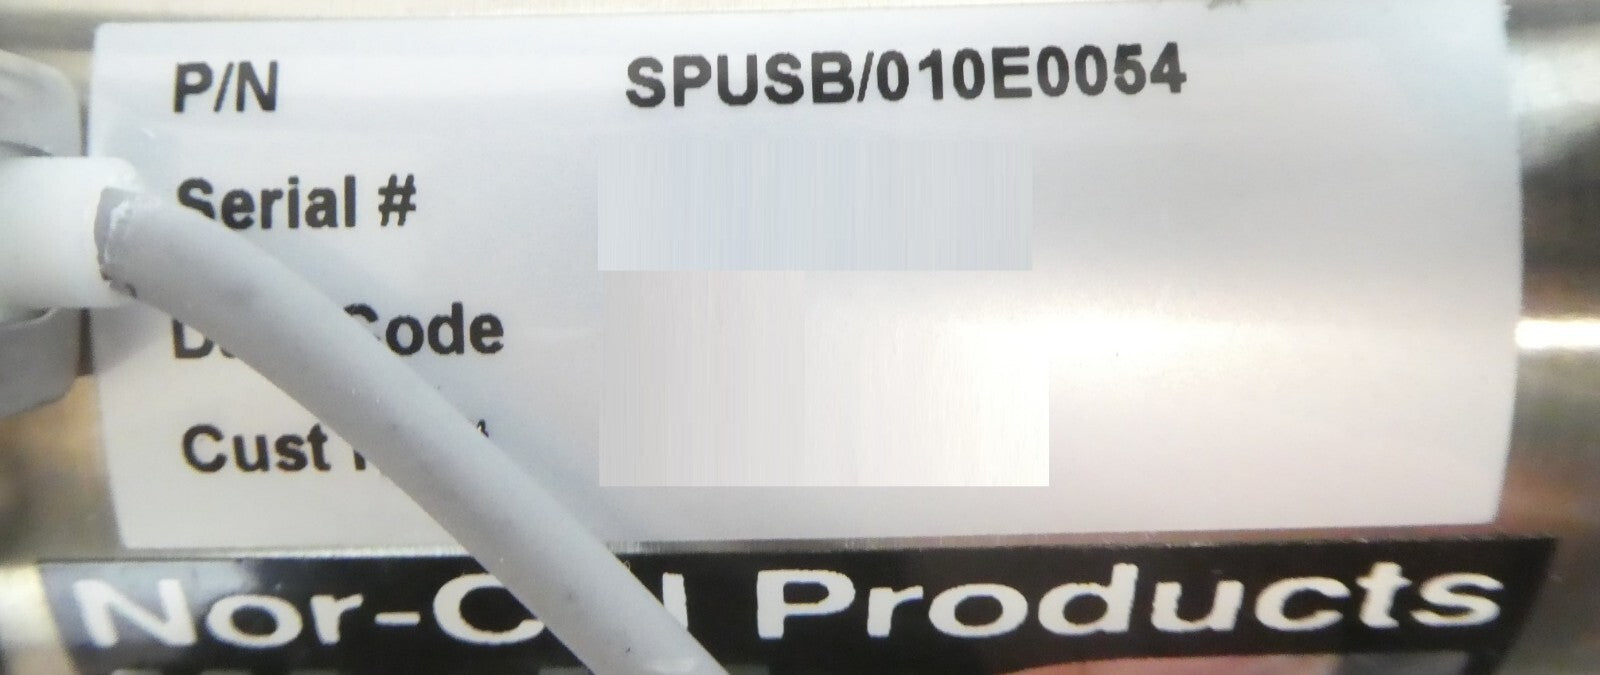 P/N SPUSB/010E0054
Serial #
Code
Cust
Products